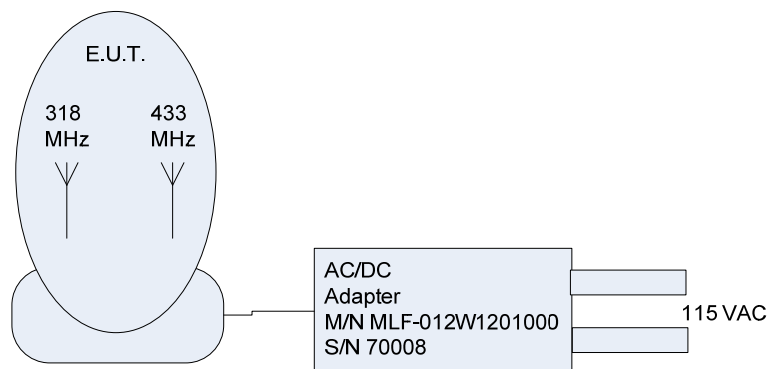 E.U.T.
318
MHz
433
MHz
AC/DC
Adapter
M/N MLF-012W1201000
S/N 70008
115 VAC